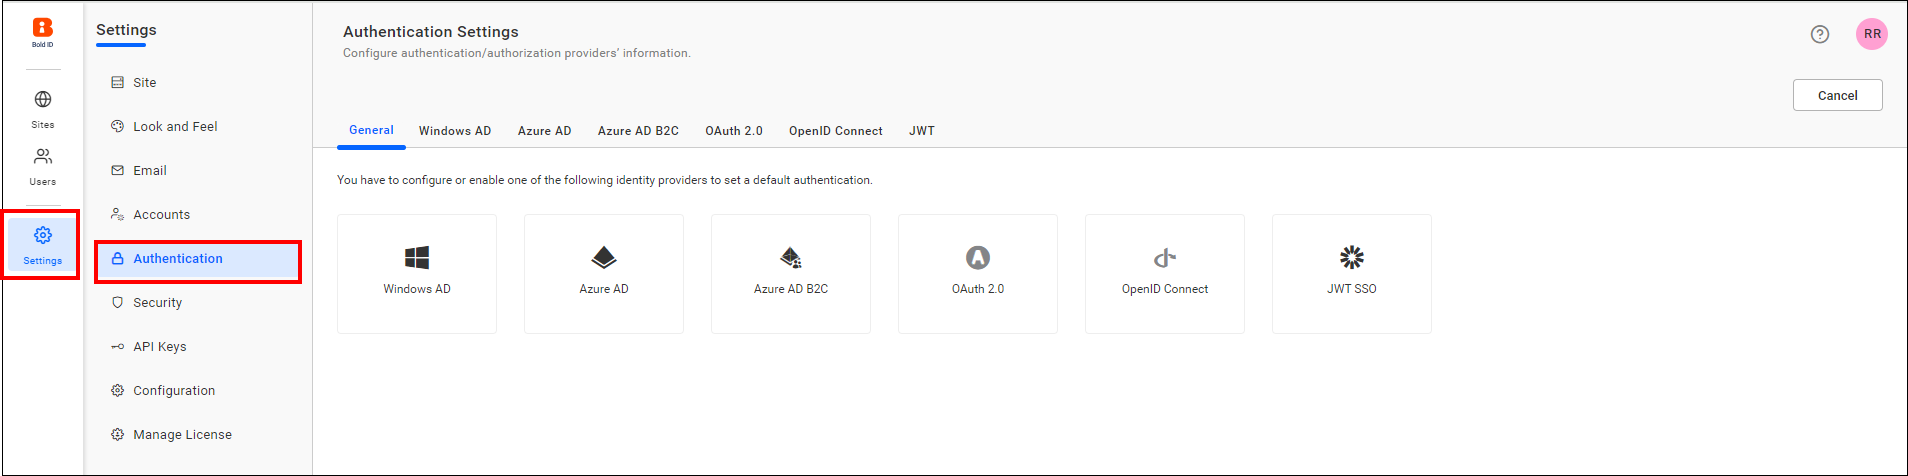 Bold ID
Sites
Users
Settings
Settings
Site
Look and Feel
Email
Accounts
Authentication
Security
API Keys
Configuration
Manage License
Authentication Settings
Configure authentication/authorization providers' information.
?
RR
Cancel
General Windows AD Azure AD Azure AD B2C OAuth 2.0 OpenID Connect JWT
You have to configure or enable one of the following identity providers to set a default authentication.
Windows AD Azure AD Azure AD B2C OAuth 2.0 OpenID Connect JWT SSO